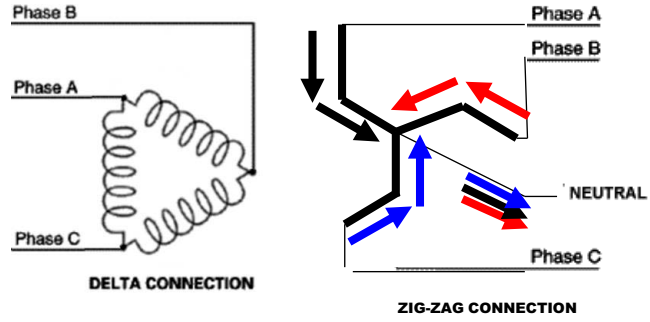 Phase B
Phase A
Phase C
DELTA CONNECTION
Phase A
Phase B
NEUTRAL
Phase C
ZIG-ZAG CONNECTION